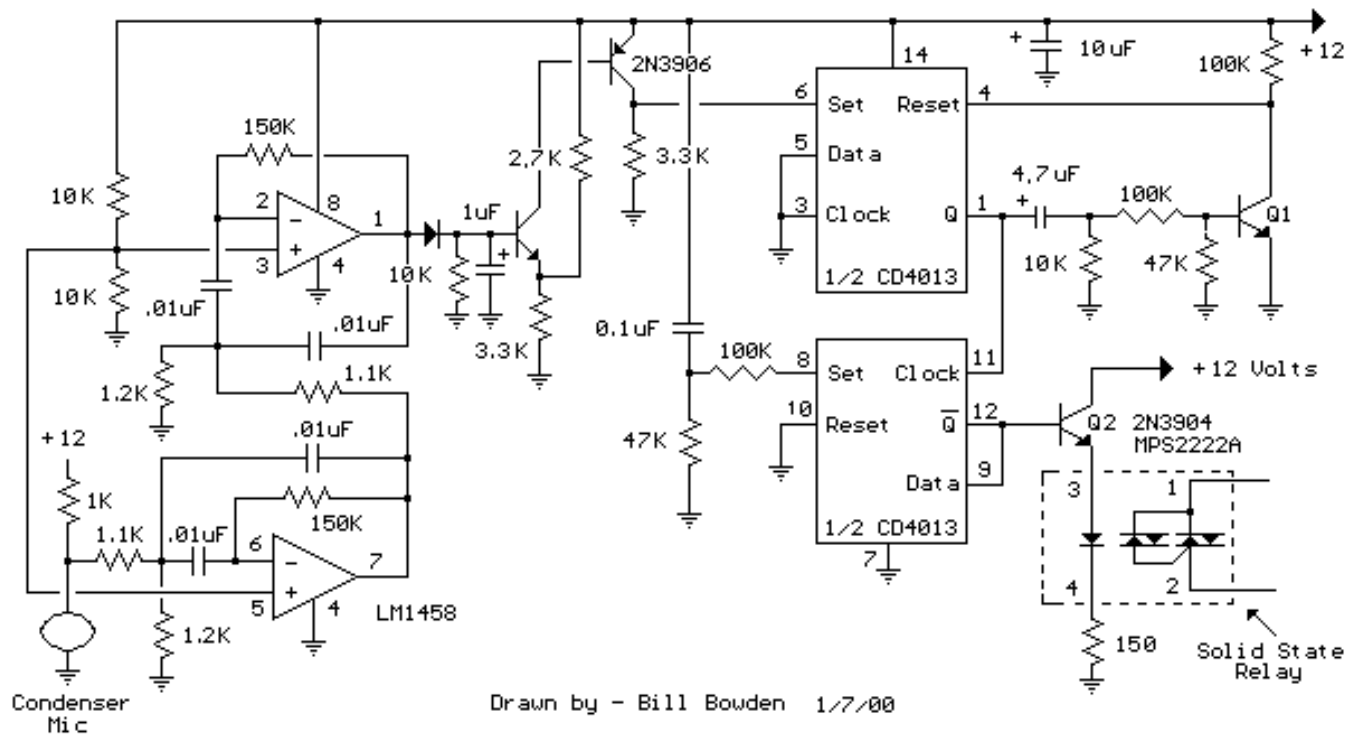 +12
10uF
100K
14
2N3906
6
Set
Reset
4
150K
5
Data
2.7K
3.3K
10K
2
8
1
1uF
+
3
Clock
Q
1
4.7uF
+
100K
Q1
-
+
3
4
10K
10K
47K
10K
1/2 CD4013
.01uF
.01uF
3.3K
0.1uF
100K
8
Set
Clock
11
+12 Volts
1.2K
1.1K
10
Reset
Q
12
Q2
2N3904
MPS2222A
.01uF
47K
+12
9
Data
1K
150K
3
1
1.1K
.01uF
6
-
7
1/2 CD4013
+
5
4
LM1458
7
4
2
1.2K
150
Solid State
Relay
Condenser
Mic
Drawn by - Bill Bowden 1/7/00
+